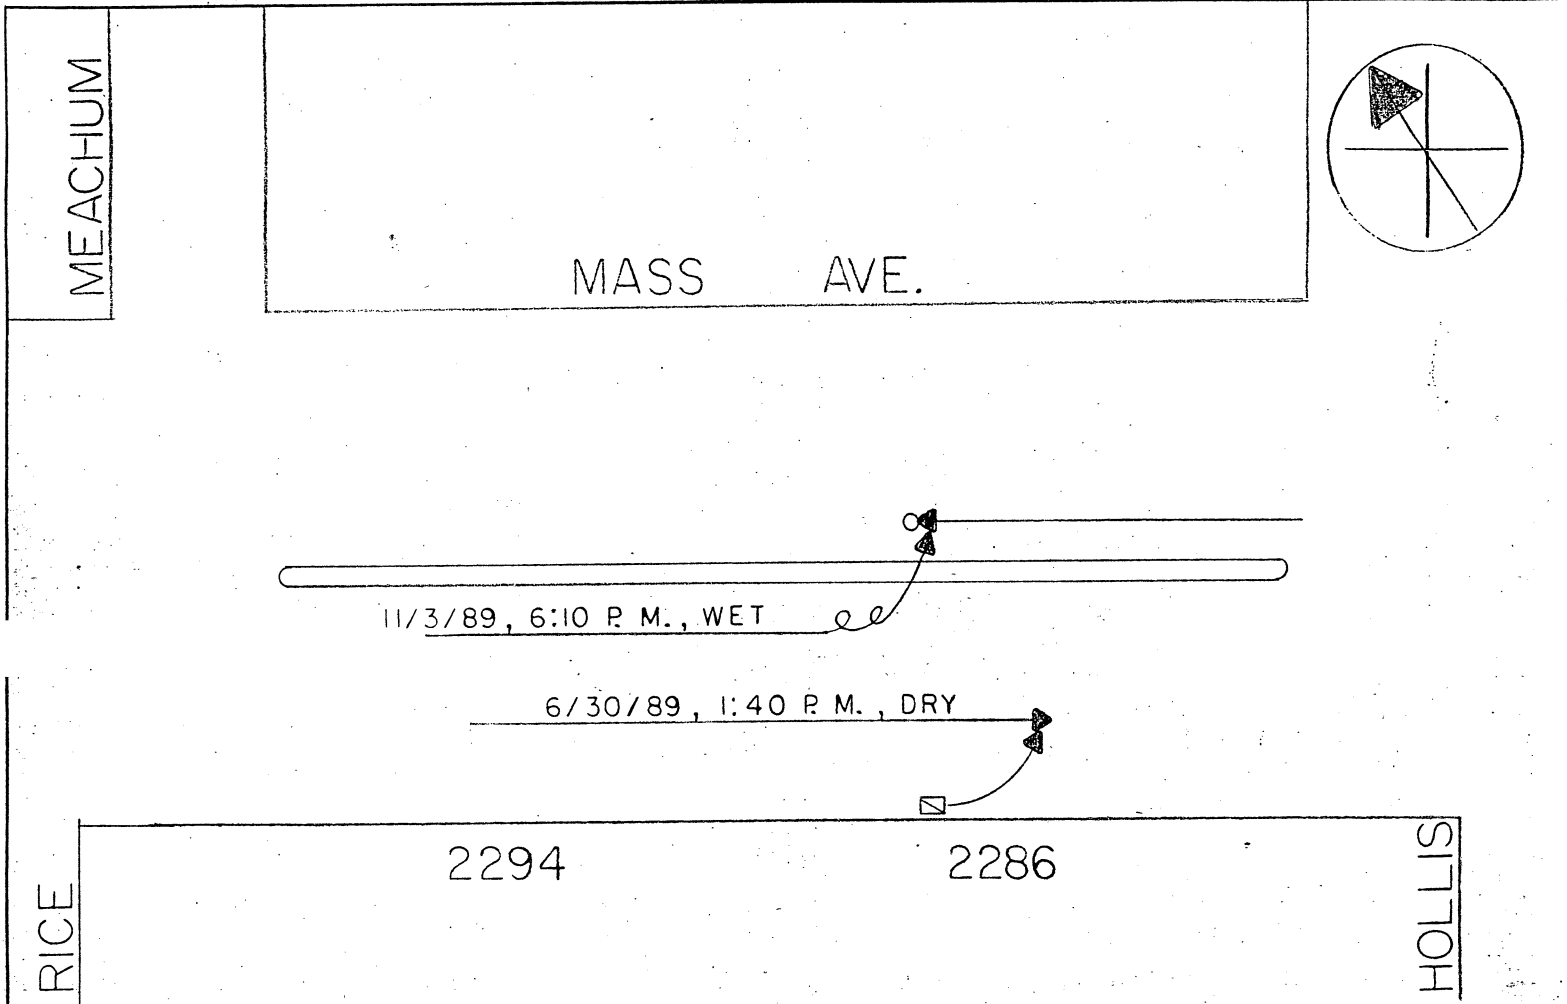 MEACHUM
MASS AVE.
11/3/89, 6:10 P.M., WET
6/30/89, 1:40 P.M., DRY
2294 2286
RICE
HOLLIS